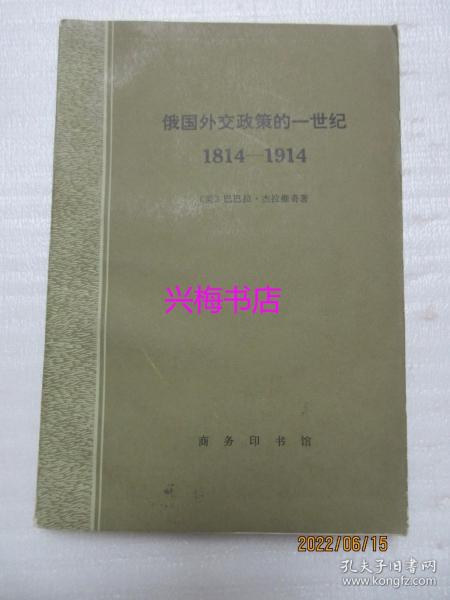 俄国外交政策的一世纪
1814—1914
〔美〕巴巴拉·杰拉维奇著
兴梅书店
商务印书馆
2022/06/15
孔夫子旧书网
www.kongfz.com